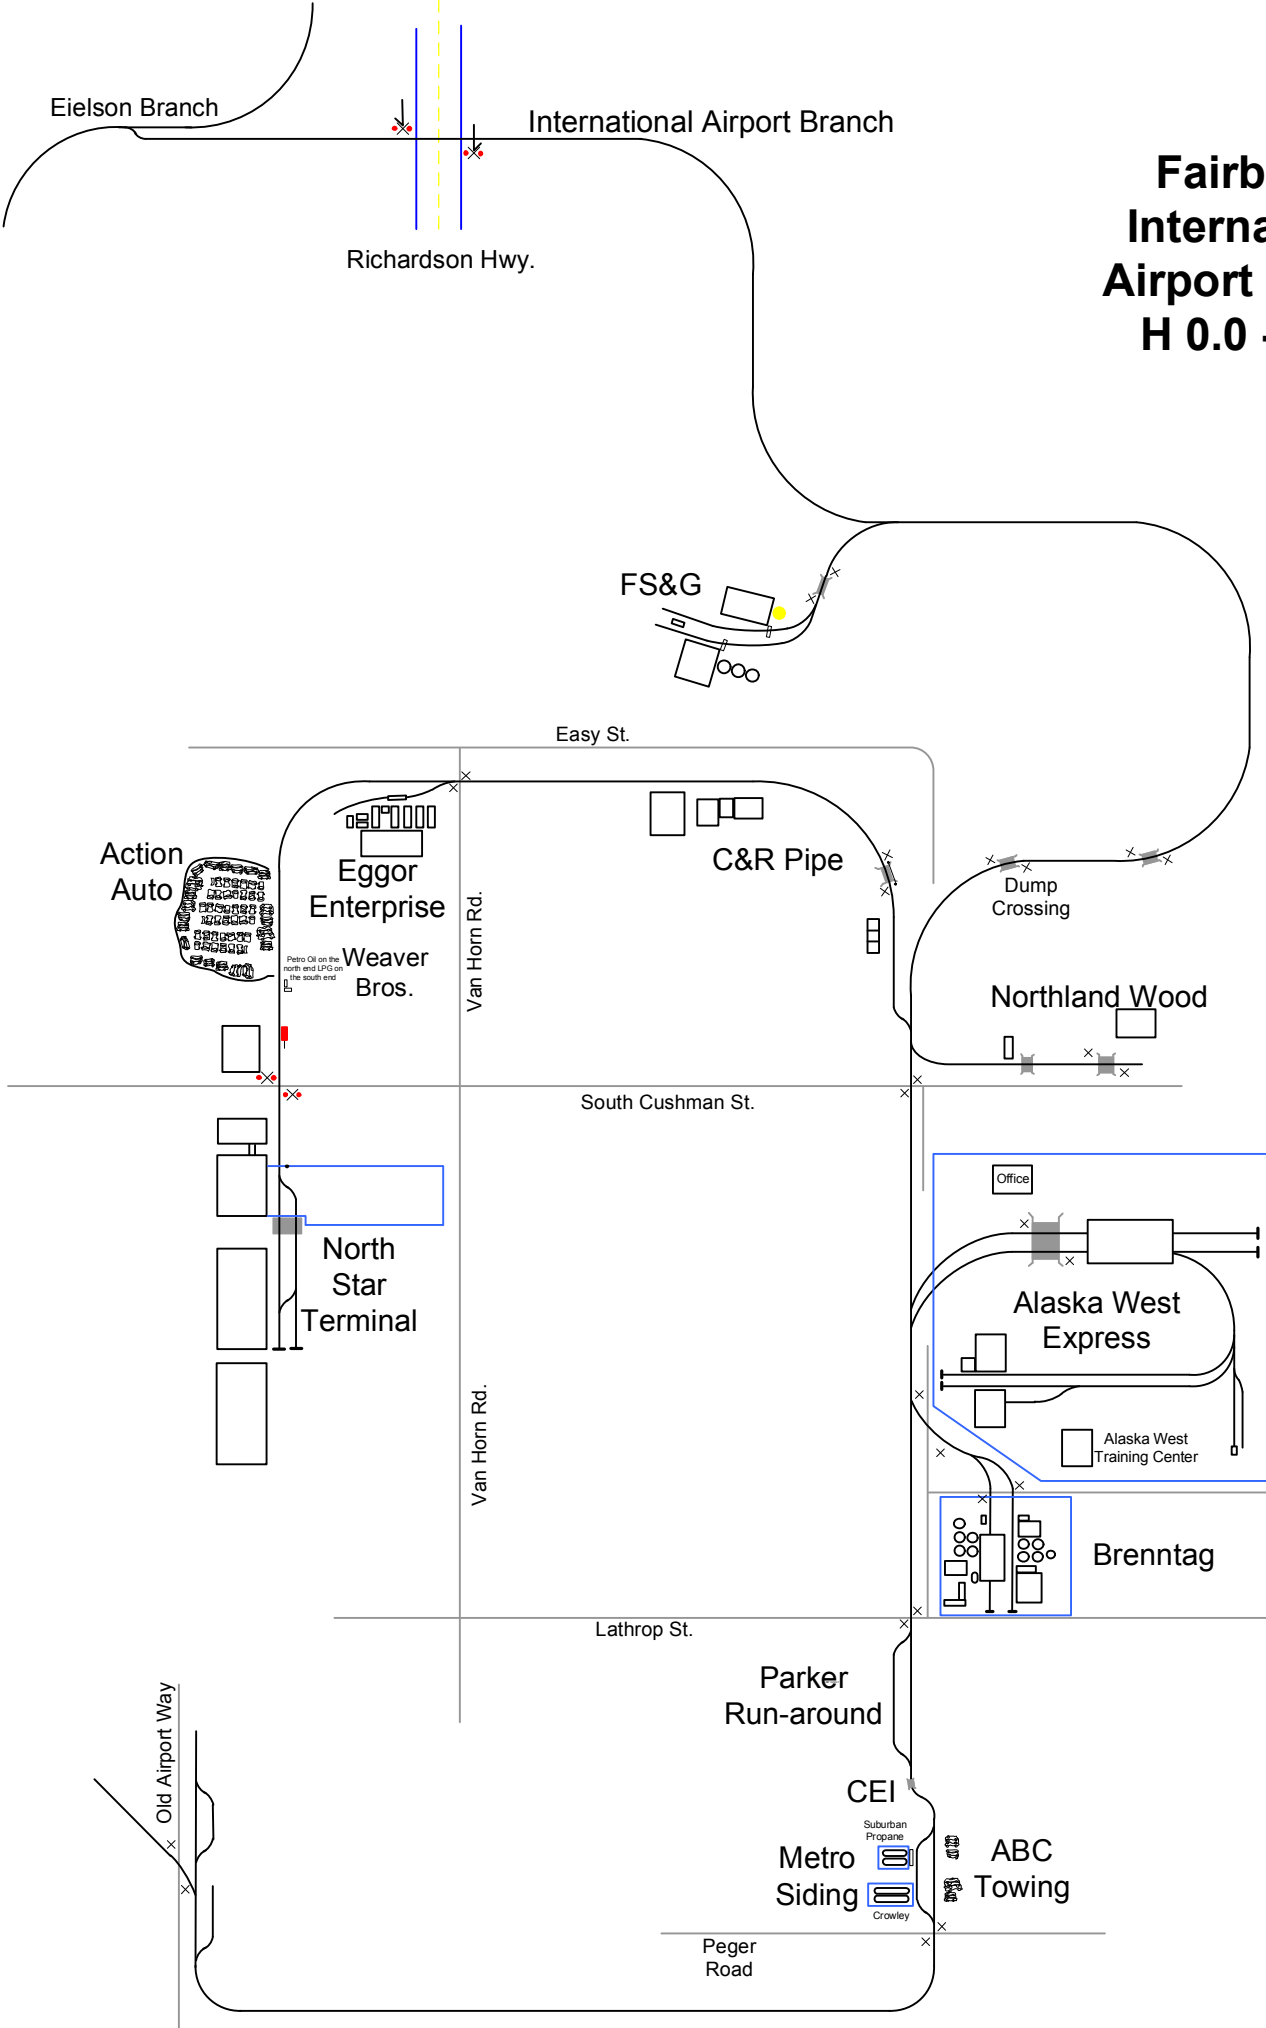 Eielson Branch
International Airport Branch
Fairb
Interna
Airport
H 0.0 -
Richardson Hwy.
FS&G
Easy St.
Action
Auto
Eggor
Enterprise
C&R Pipe
Dump
Crossing
Van Horn Rd.
Petro Oil on the
north end LPG on
the south end
Weaver
Bros.
Northland Wood
South Cushman St.
Office
North
Star
Terminal
Alaska West
Express
Van Horn Rd.
Alaska West
Training Center
Brenntag
Lathrop St.
Parker
Run-around
Old Airport Way
CEI
Suburban
Propane
Metro
Siding
Crowley
ABC
Towing
Peger
Road